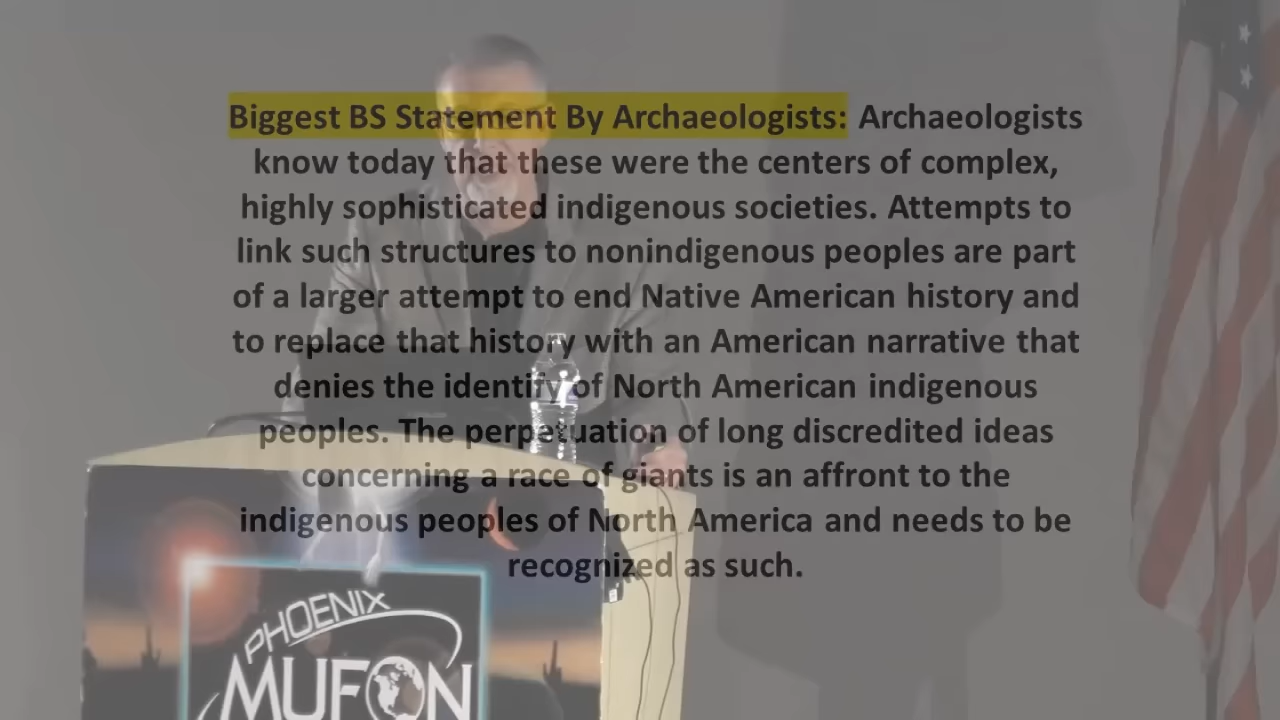 Biggest BS Statement By Archaeologists: Archaeologists
know today that these were the centers of complex,
highly sophisticated indigenous societies. Attempts to
link such structures to nonindigenous peoples are part
of a larger attempt to end Native American history and
to replace that history with an American narrative that
denies the identify of North American indigenous
peoples. The perpetuation of long discredited ideas
concerning a race of giants is an affront to the
indigenous peoples of North America and needs to be
recognized as such.
PHOENIX
MUFON